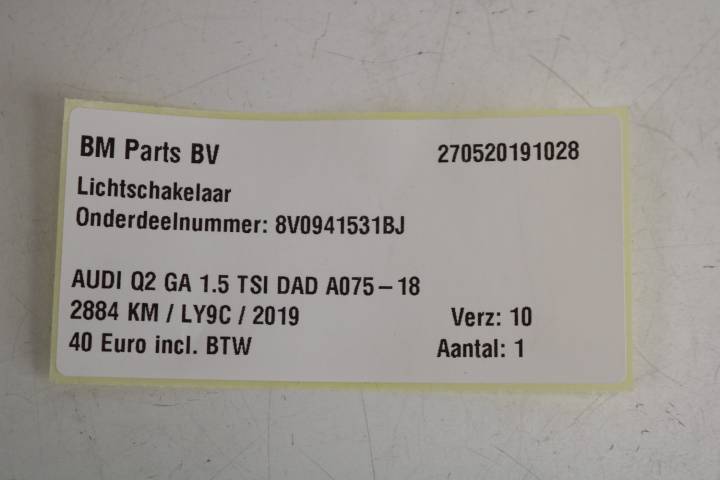 BM Parts BV 270520191028
Lichtschakelaar
Onderdeelnummer: 8V0941531BJ
AUDI Q2 GA 1.5 TSI DAD A075-18
2884 KM / LY9C / 2019 Verz: 10
40 Euro incl. BTW Aantal: 1